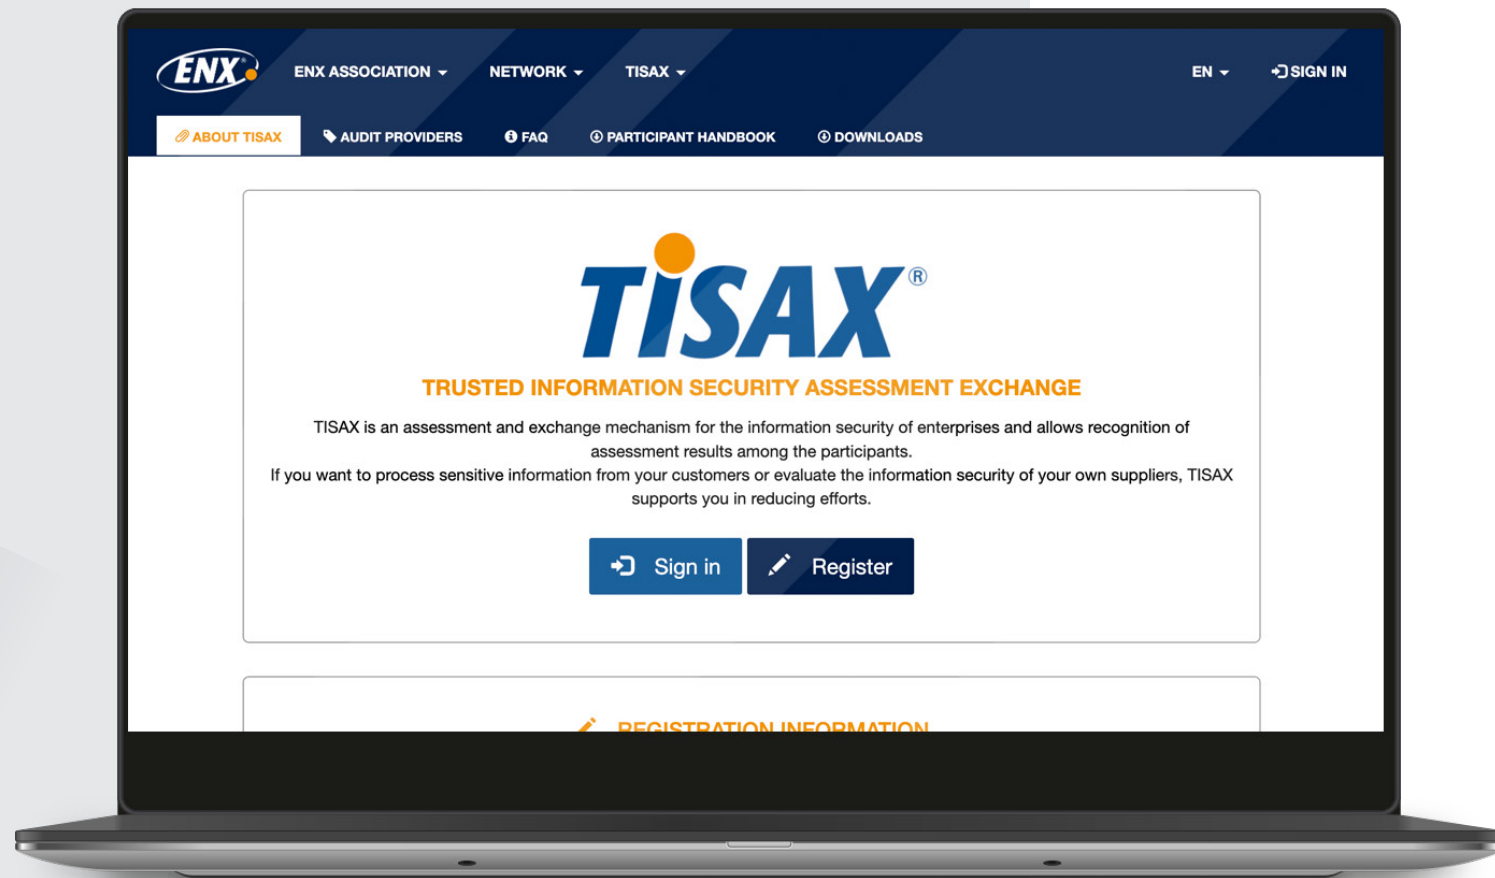 ENX
ENX ASSOCIATION
NETWORK
TISAX
EN
SIGN IN
ABOUT TISAX
AUDIT PROVIDERS
FAQ
PARTICIPANT HANDBOOK
DOWNLOADS
TiSAX®
TRUSTED INFORMATION SECURITY ASSESSMENT EXCHANGE
TISAX is an assessment and exchange mechanism for the information security of enterprises and allows recognition of
assessment results among the participants.
If you want to process sensitive information from your customers or evaluate the information security of your own suppliers, TISAX
supports you in reducing efforts.
Sign in
Register
REGISTRATION INFORMATION